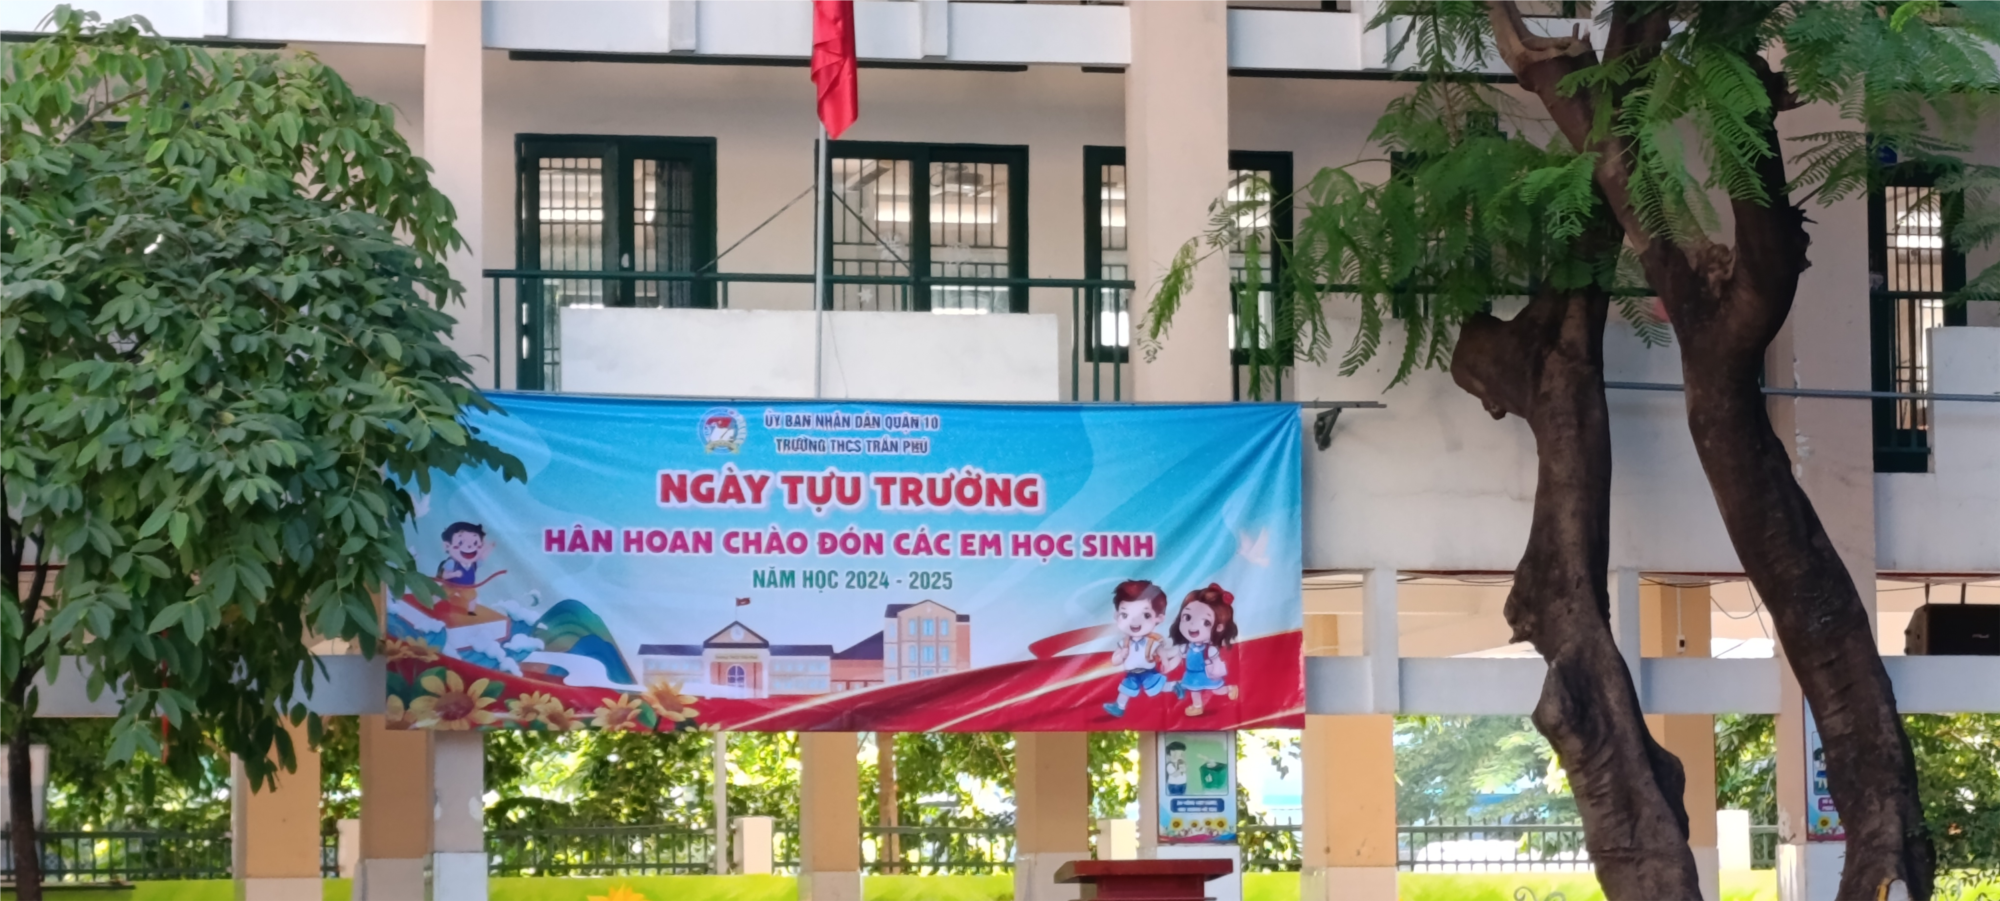 ỦY BAN NHÂN DÂN QUẬN 10
TRƯỜNG THCS TRẦN PHÚ
NGÀY TỰU TRƯỜNG
HÂN HOAN CHÀO ĐÓN CÁC EM HỌC SINH
NĂM HỌC 2024 - 2025